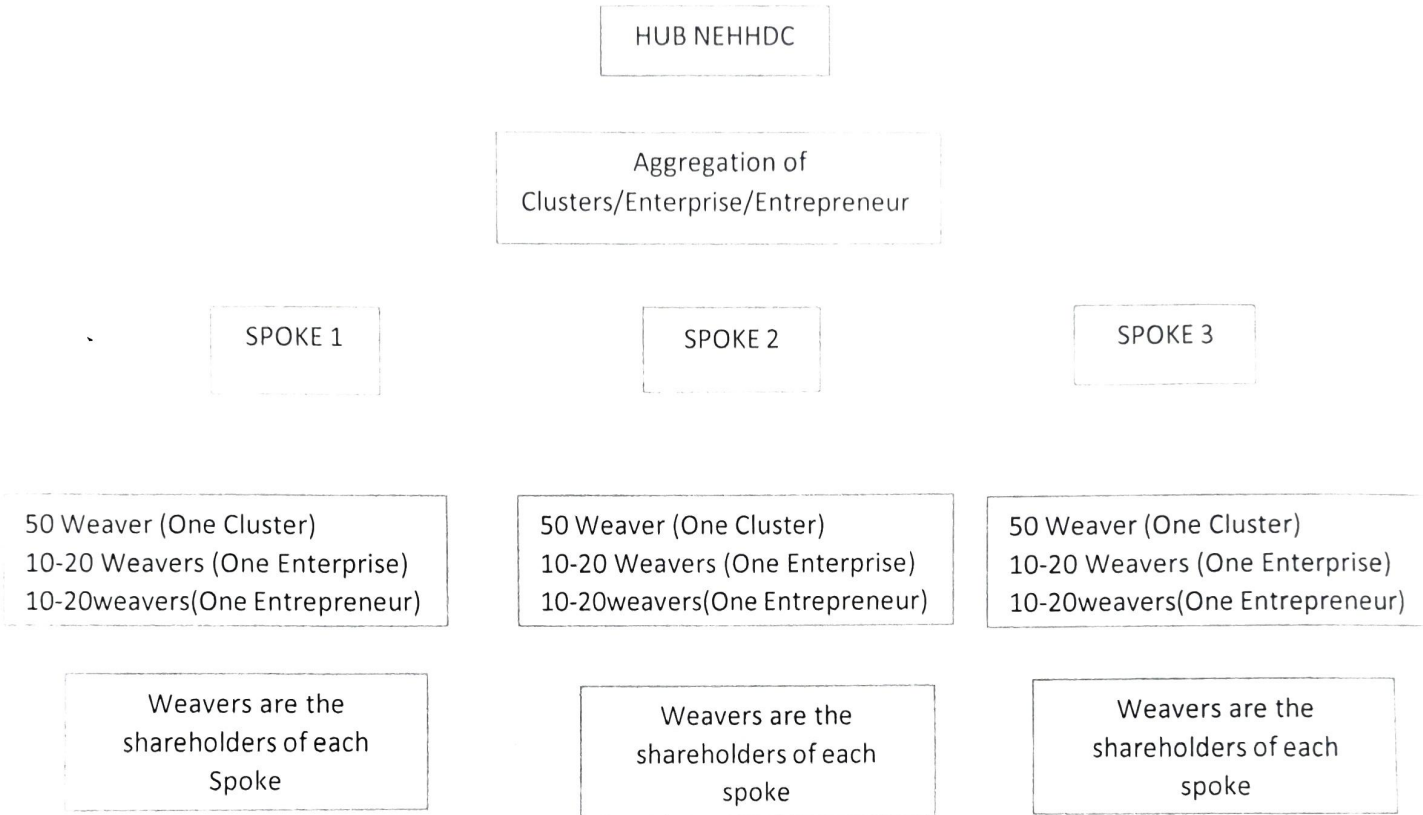 HUB NEHHDC
Aggregation of
Clusters/Enterprise/Entrepreneur
SPOKE 1
SPOKE 2
SPOKE 3
50 Weaver (One Cluster)
10-20 Weavers (One Enterprise)
10-20weavers(One Entrepreneur)
50 Weaver (One Cluster)
10-20 Weavers (One Enterprise)
10-20weavers(One Entrepreneur)
50 Weaver (One Cluster)
10-20 Weavers (One Enterprise)
10-20weavers(One Entrepreneur)
Weavers are the
shareholders of each
Spoke
Weavers are the
shareholders of each
spoke
Weavers are the
shareholders of each
spoke